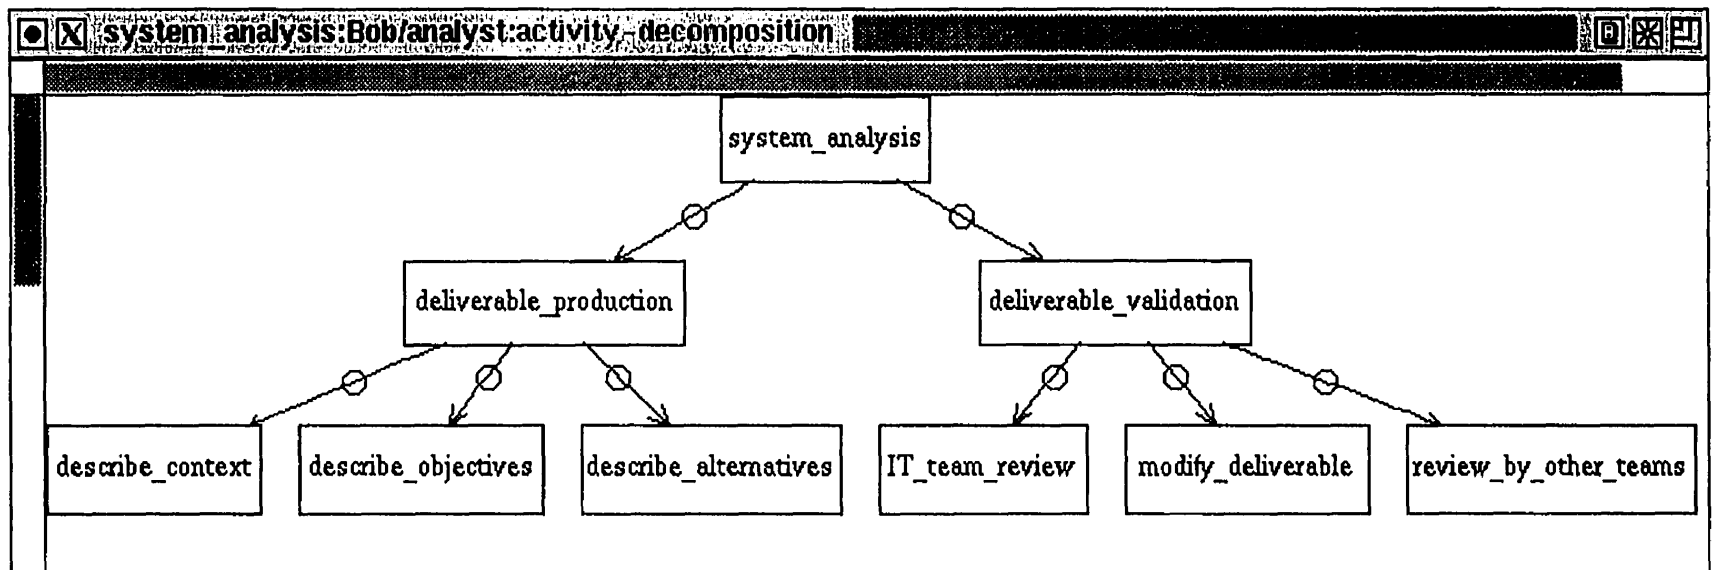 system_analysis:Bob/analyst:activity-decomposition
system_analysis
deliverable_production
deliverable_validation
describe_context
describe_objectives
describe_alternatives
IT_team_review
modify_deliverable
review_by_other_teams